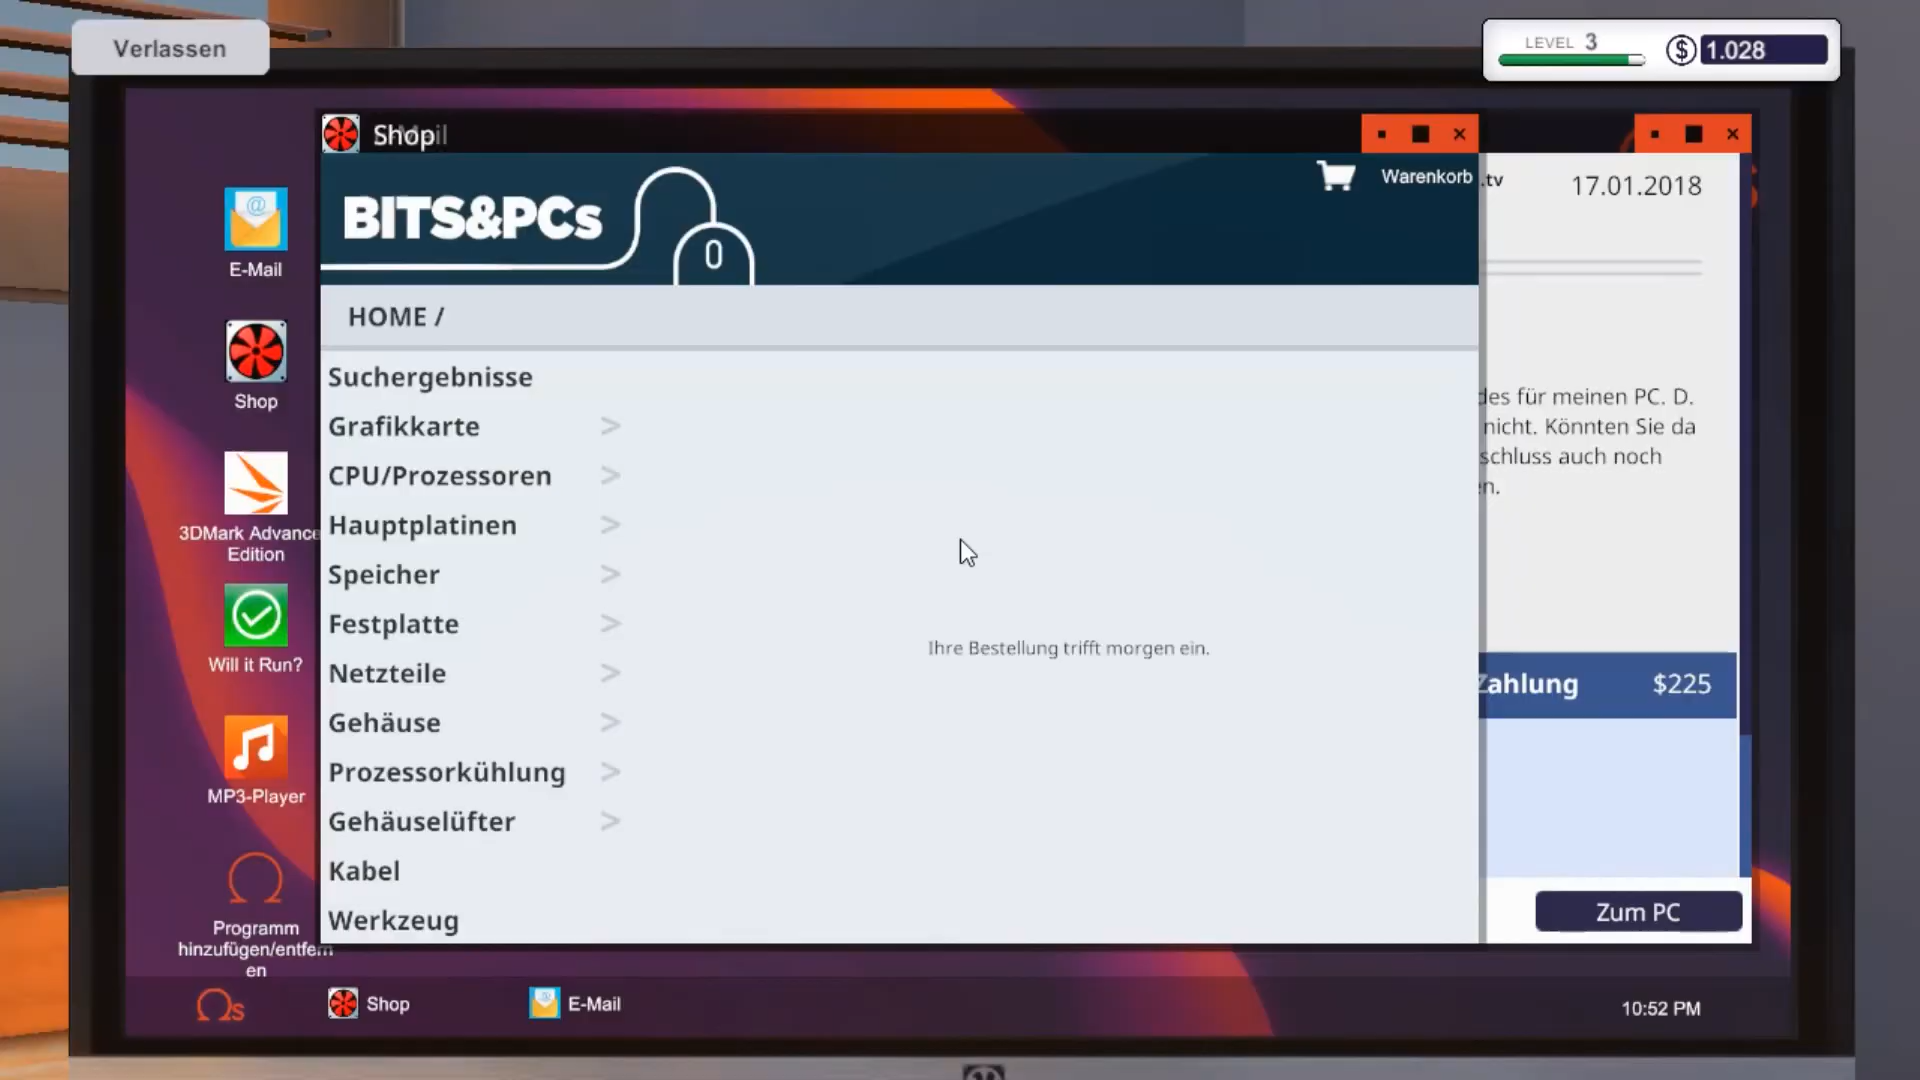 Verlassen
LEVEL 3
1.028
Shop
BITS&PCs
Warenkorb
.tv
17.01.2018
HOME /
Suchergebnisse
Grafikkarte >
CPU/Prozessoren >
Hauptplatinen >
Speicher >
Festplatte >
Netzteile >
Gehäuse >
Prozessorkühlung >
Gehäuselüfter >
Kabel
Werkzeug
Ihre Bestellung trifft morgen ein.
des für meinen PC. D.
nicht. Könnten Sie da
schluss auch noch
en.
Zahlung $225
Zum PC
E-Mail
Shop
3DMark Advance
Edition
Will it Run?
MP3-Player
Programm
hinzufügen/entfern
en
Ωs
Shop
E-Mail
10:52 PM